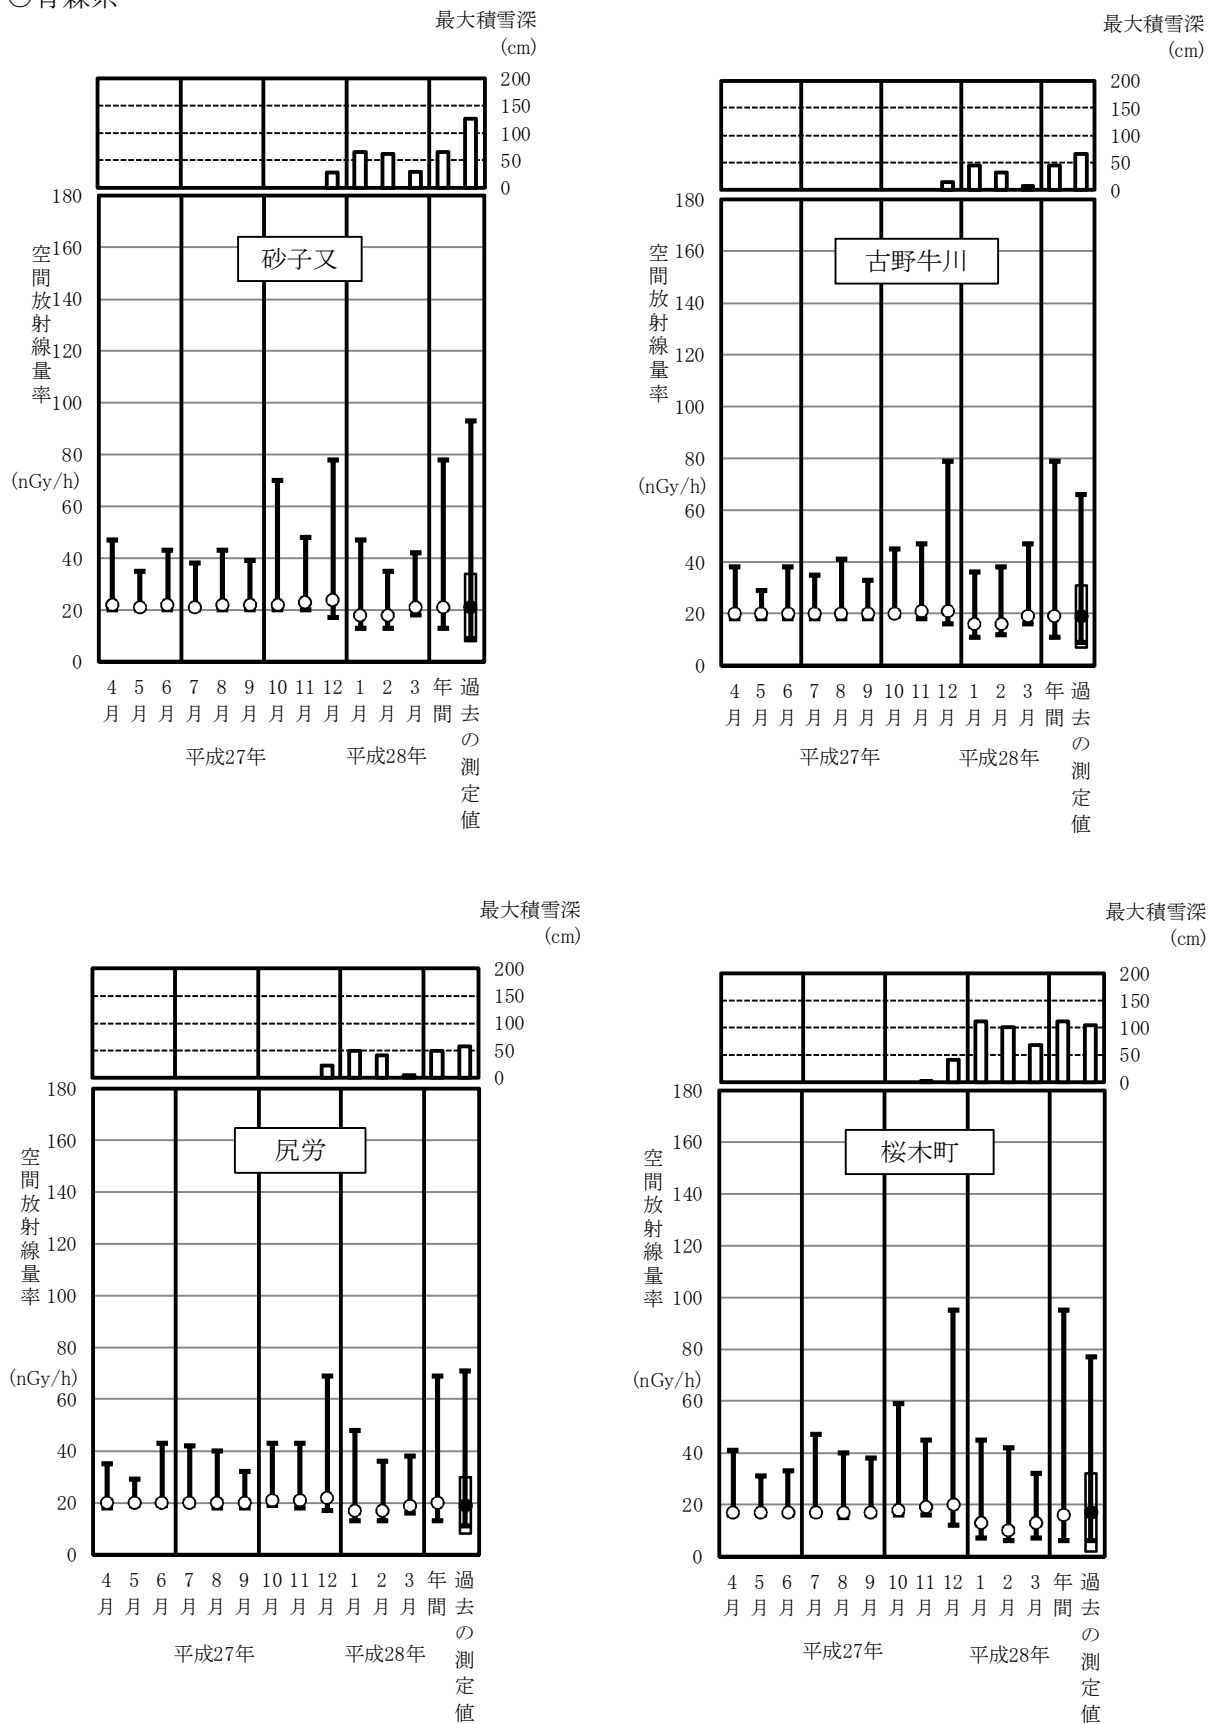 ○青森県
最大積雪深
(cm)
200
150
100
50
0
180
160
140
120
100
80
60
40
20
0
空間放射線量率
(nGy/h)
砂子又
4月 5月 6月 7月 8月 9月 10月 11月 12月 1月 2月 3月 年間 過去の測定値
平成27年 平成28年
最大積雪深
(cm)
200
150
100
50
0
180
160
140
120
100
80
60
40
20
0
空間放射線量率
(nGy/h)
古野牛川
4月 5月 6月 7月 8月 9月 10月 11月 12月 1月 2月 3月 年間 過去の測定値
平成27年 平成28年
最大積雪深
(cm)
200
150
100
50
0
180
160
140
120
100
80
60
40
20
0
空間放射線量率
(nGy/h)
尻労
4月 5月 6月 7月 8月 9月 10月 11月 12月 1月 2月 3月 年間 過去の測定値
平成27年 平成28年
最大積雪深
(cm)
200
150
100
50
0
180
160
140
120
100
80
60
40
20
0
空間放射線量率
(nGy/h)
桜木町
4月 5月 6月 7月 8月 9月 10月 11月 12月 1月 2月 3月 年間 過去の測定値
平成27年 平成28年